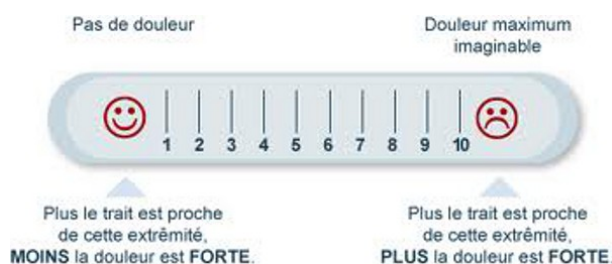 Pas de douleur
Douleur maximum
imaginable
1 2 3 4 5 6 7 8 9 10
Plus le trait est proche
de cette extrêmité,
MOINS la douleur est FORTE.
Plus le trait est proche
de cette extrêmité,
PLUS la douleur est FORTE